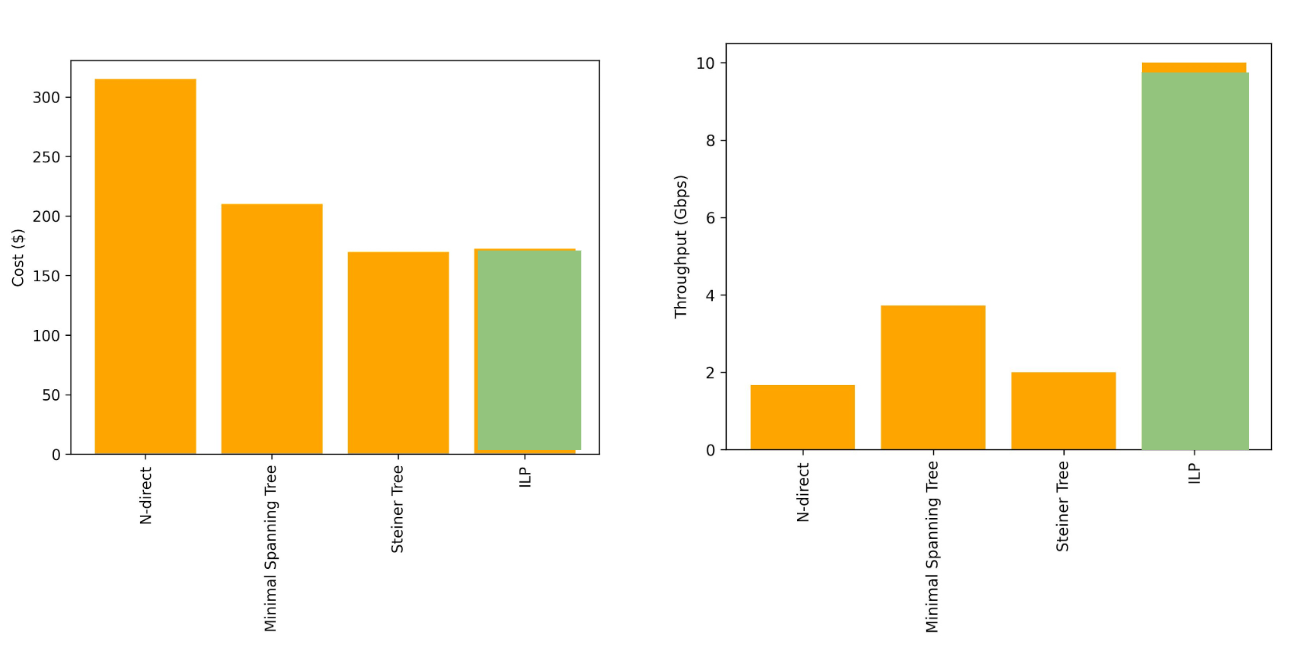 Cost ($)
300
250
200
150
100
50
0
N-direct
Minimal Spanning Tree
Steiner Tree
ILP
Throughput (Gbps)
10
8
6
4
2
0
N-direct
Minimal Spanning Tree
Steiner Tree
ILP